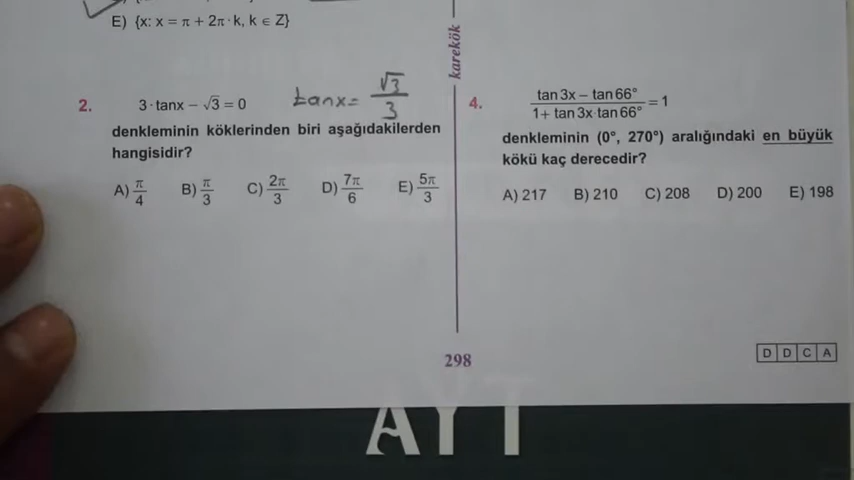 E) {x: x = π + 2π·k, k ∈ Z}
2. 3·tanx − √3 = 0
tanx = √3/3
denkleminin köklerinden biri aşağıdakilerden
hangisidir?
A) π/4 B) π/3 C) 2π/3 D) 7π/6 E) 5π/3
karekök
4. (tan 3x − tan 66°)/(1 + tan 3x·tan 66°) = 1
denkleminin (0°, 270°) aralığındaki en büyük
kökü kaç derecedir?
A) 217 B) 210 C) 208 D) 200 E) 198
298
D D C A
AYT